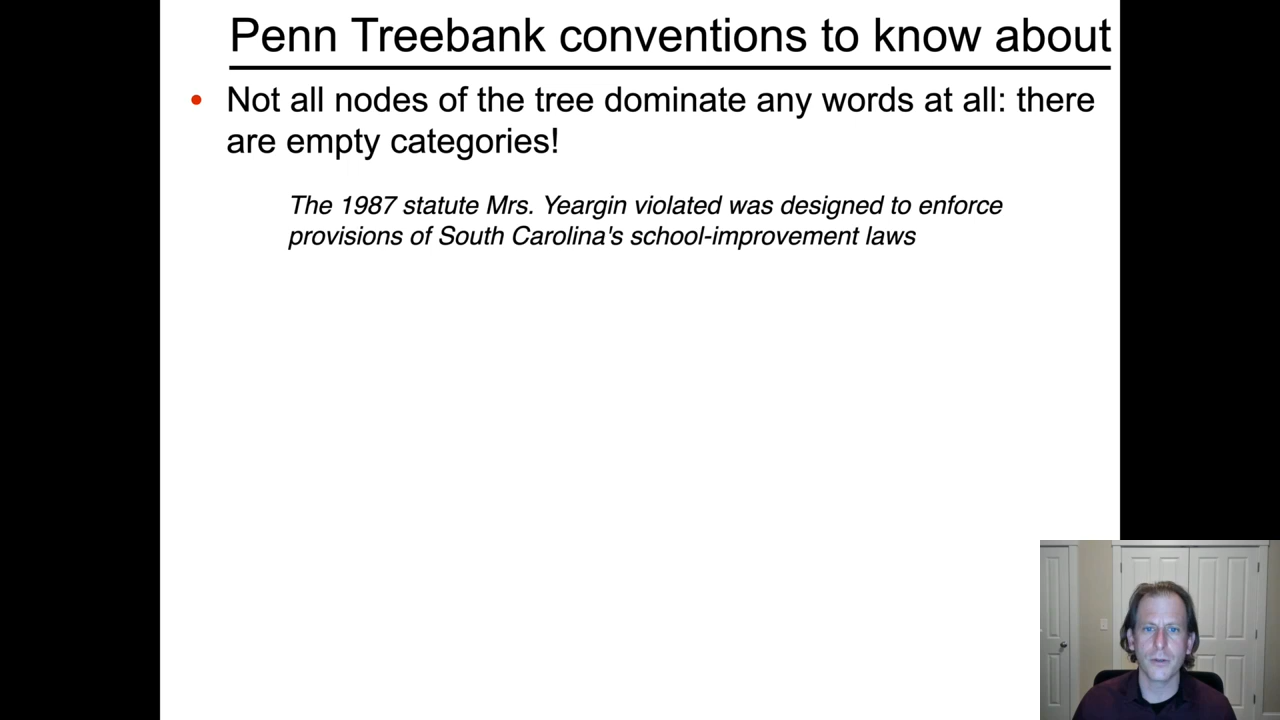 Penn Treebank conventions to know about
• Not all nodes of the tree dominate any words at all: there
are empty categories!
The 1987 statute Mrs. Yeargin violated was designed to enforce
provisions of South Carolina's school-improvement laws